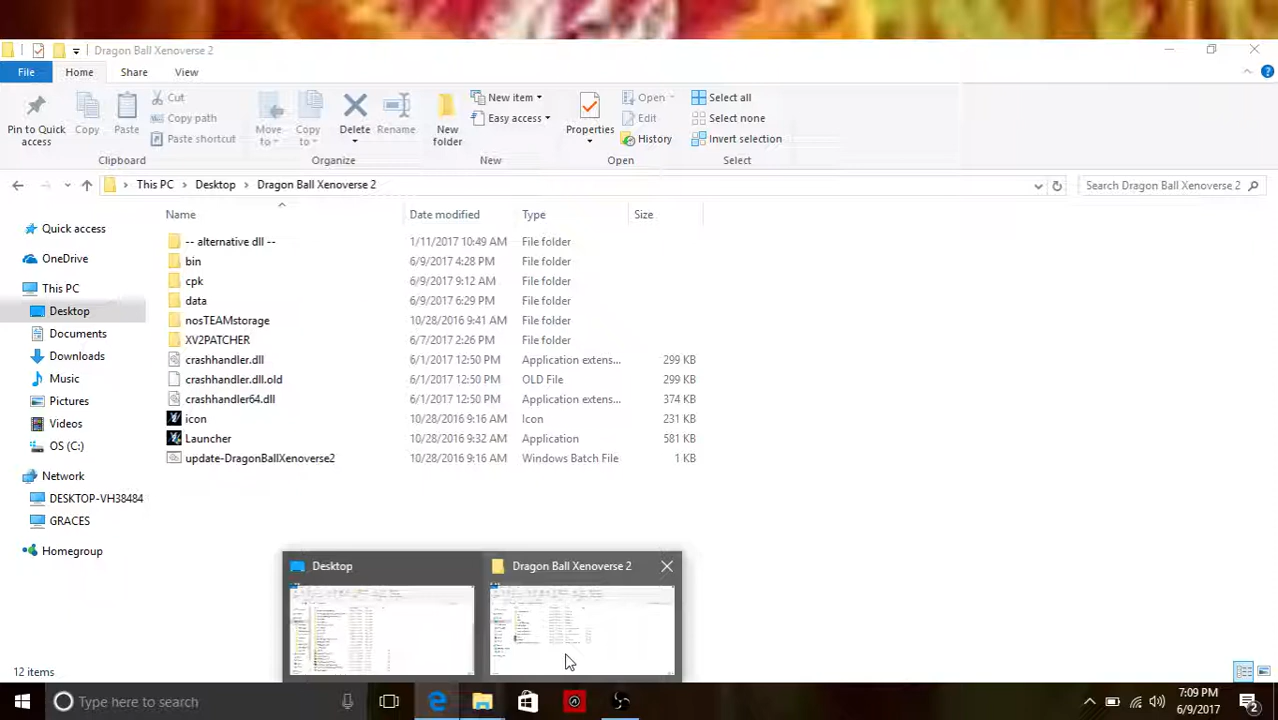 Dragon Ball Xenoverse 2
File Home Share View
Pin to Quick access
Copy
Paste
Cut
Copy path
Paste shortcut
Clipboard
Move to
Copy to
Delete
Rename
Organize
New folder
New item
Easy access
New
Properties
Open
Edit
History
Open
Select all
Select none
Invert selection
Select
This PC Desktop Dragon Ball Xenoverse 2
Search Dragon Ball Xenoverse 2
Quick access
OneDrive
This PC
Desktop
Documents
Downloads
Music
Pictures
Videos
OS (C:)
Network
DESKTOP-VH38484
GRACES
Homegroup
Name Date modified Type Size
-- alternative dll -- 1/11/2017 10:49 AM File folder
bin 6/9/2017 4:28 PM File folder
cpk 6/9/2017 9:12 AM File folder
data 6/9/2017 6:29 PM File folder
nosTEAMstorage 10/28/2016 9:41 AM File folder
XV2PATCHER 6/7/2017 2:26 PM File folder
crashhandler.dll 6/1/2017 12:50 PM Application extens... 299 KB
crashhandler.dll.old 6/1/2017 12:50 PM OLD File 299 KB
crashhandler64.dll 6/1/2017 12:50 PM Application extens... 374 KB
icon 10/28/2016 9:16 AM Icon 231 KB
Launcher 10/28/2016 9:32 AM Application 581 KB
update-DragonBallXenoverse2 10/28/2016 9:16 AM Windows Batch File 1 KB
Desktop
Dragon Ball Xenoverse 2
12 items
Type here to search
7:09 PM
6/9/2017
2